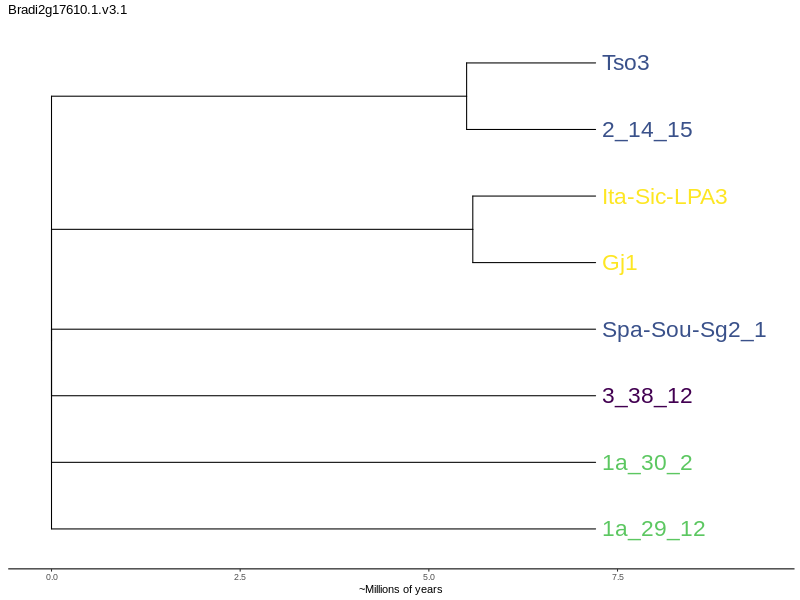 Bradi2g17610.1.v3.1
Tso3
2_14_15
Ita-Sic-LPA3
Gj1
Spa-Sou-Sg2_1
3_38_12
1a_30_2
1a_29_12
0.0 2.5 5.0 7.5
~Millions of years